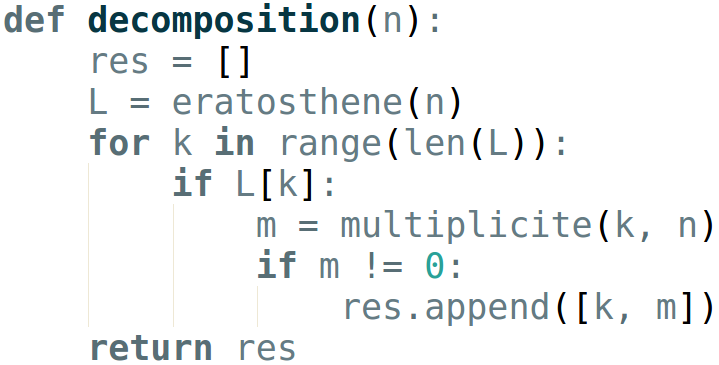 def decomposition(n):
    res = []
    L = eratosthene(n)
    for k in range(len(L)):
        if L[k]:
            m = multiplicite(k, n)
            if m != 0:
                res.append([k, m])
    return res